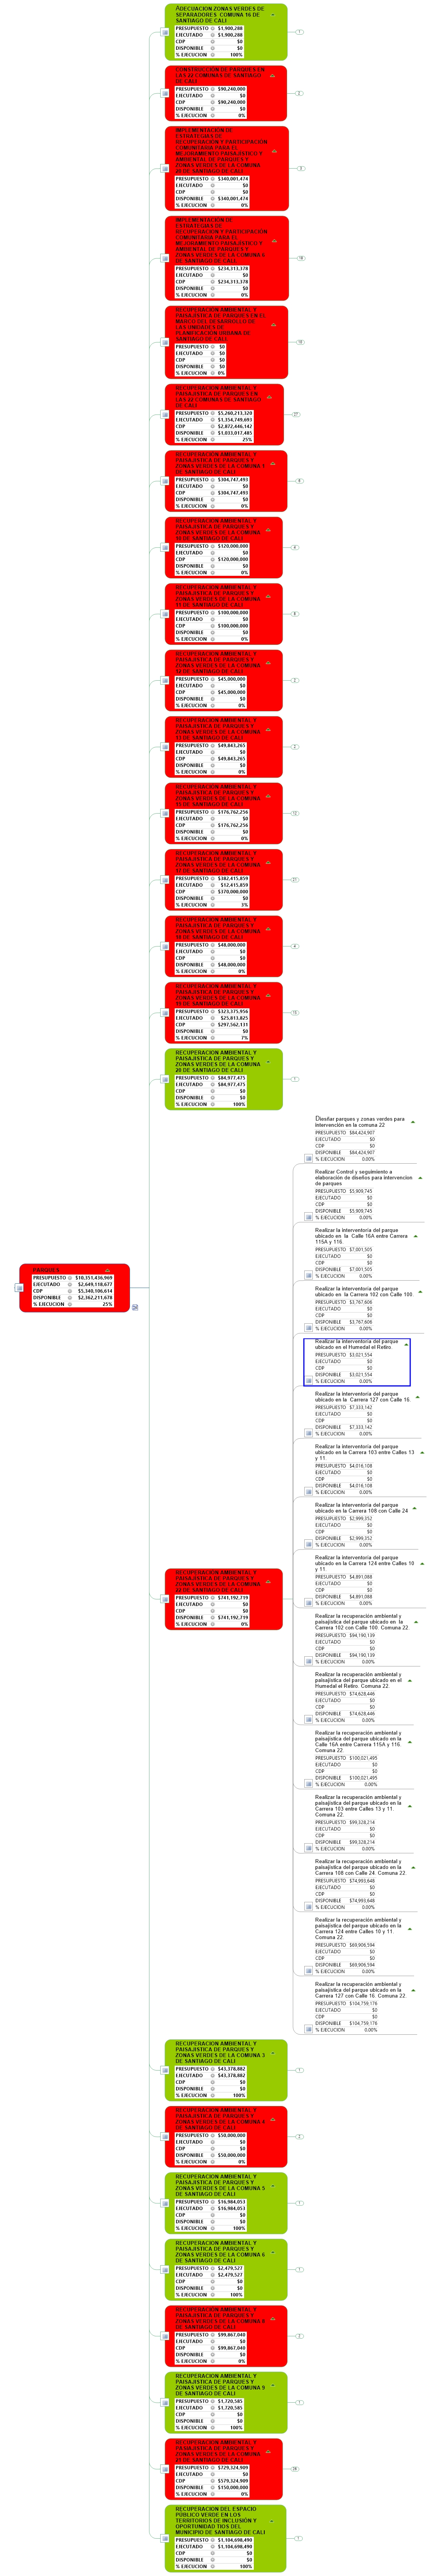 ADECUACION ZONAS VERDES DE
SEPARADORES COMUNA 16 DE
SANTIAGO DE CALI
PRESUPUESTO $1,900,288
EJECUTADO $1,900,288
CDP $0
DISPONIBLE $0
% EJECUCION 100%
1
CONSTRUCCION DE PARQUES EN
LAS 22 COMUNAS DE SANTIAGO
DE CALI
PRESUPUESTO $90,240,000
EJECUTADO $0
CDP $90,240,000
DISPONIBLE $0
% EJECUCION 0%
2
IMPLEMENTACION DE
ESTRATEGIAS DE
RECUPERACION Y PARTICIPACION
COMUNITARIA PARA EL
MEJORAMIENTO PAISAJISTICO Y
AMBIENTAL DE PARQUES Y
ZONAS VERDES DE LA COMUNA
DE SANTIAGO DE CALI
PRESUPUESTO $340,001,474
EJECUTADO $0
CDP $0
DISPONIBLE $340,001,474
% EJECUCION 0%
IMPLEMENTACIÓN DE
ESTRATEGIAS DE
RECUPERACION Y PARTICIPACION
COMUNITARIA PARA EL
MEJORAMIENTO PAISAJÍSTICO Y
AMBIENTAL DE PARQUES Y
ZONAS VERDES DE LA COMUNA
DE SANTIAGO DE CALI.
PRESUPUESTO $234,313,378
EJECUTADO $0
CDP $234,313,378
DISPONIBLE $0
% EJECUCION 0%
RECUPERACION AMBIENTAL Y
PAISAJISTICA DE PARQUES EN EL
MARCO DEL DESARROLLO DE
LAS UNIDADES DE
PLANIFICACIÓN URBANA DE
SANTIAGO DE CALI
PRESUPUESTO $0
EJECUTADO $0
CDP $0
DISPONIBLE $0
% EJECUCION 0%
RECUPERACION AMBIENTAL Y
PAISAJISTICA DE PARQUES EN
LAS 22 COMUNAS DE SANTIAGO
DE CALI
PRESUPUESTO $5,260,213,320
EJECUTADO $1,354,749,693
CDP $2,872,446,142
DISPONIBLE $1,033,017,485
% EJECUCION 25%
RECUPERACION AMBIENTAL Y
PAISAJISTICA DE PARQUES Y
ZONAS VERDES DE LA COMUNA 1
DE SANTIAGO DE CALI
PRESUPUESTO $304,747,493
EJECUTADO $0
CDP $304,747,493
DISPONIBLE $0
% EJECUCION 0%
RECUPERACION AMBIENTAL Y
PAISAJISTICA DE PARQUES Y
ZONAS VERDES DE LA COMUNA
10 DE SANTIAGO DE CALI
PRESUPUESTO $120,000,000
EJECUTADO $0
CDP $120,000,000
DISPONIBLE $0
% EJECUCION 0%
RECUPERACION AMBIENTAL Y
PAISAJISTICA DE PARQUES Y
ZONAS VERDES DE LA COMUNA
11 DE SANTIAGO DE CALI
PRESUPUESTO $100,000,000
EJECUTADO $0
CDP $100,000,000
DISPONIBLE $0
% EJECUCION 0%
RECUPERACION AMBIENTAL Y
PAISAJISTICA DE PARQUES Y
ZONAS VERDES DE LA COMUNA
12 DE SANTIAGO DE CALI
PRESUPUESTO $45,000,000
EJECUTADO $0
CDP $45,000,000
DISPONIBLE $0
% EJECUCION 0%
RECUPERACION AMBIENTAL Y
PAISAJISTICA DE PARQUES Y
ZONAS VERDES DE LA COMUNA
13 DE SANTIAGO DE CALI
PRESUPUESTO $49,843,265
EJECUTADO $0
CDP $49,843,265
DISPONIBLE $0
% EJECUCION 0%
RECUPERACION AMBIENTAL Y
PAISAJISTICA DE PARQUES Y
ZONAS VERDES DE LA COMUNA
15 DE SANTIAGO DE CALI
PRESUPUESTO $176,762,256
EJECUTADO $0
CDP $176,762,256
DISPONIBLE $0
% EJECUCION 0%
RECUPERACION AMBIENTAL Y
PAISAJISTICA DE PARQUES Y
ZONAS VERDES DE LA COMUNA
17 DE SANTIAGO DE CALI
PRESUPUESTO $382,415,859
EJECUTADO $12,415,859
CDP $370,000,000
DISPONIBLE $0
% EJECUCION 3%
RECUPERACION AMBIENTAL Y
PAISAJISTICA DE PARQUES Y
ZONAS VERDES DE LA COMUNA
18 DE SANTIAGO DE CALI
PRESUPUESTO $48,000,000
EJECUTADO $0
CDP $48,000,000
DISPONIBLE $0
% EJECUCION 0%
RECUPERACION AMBIENTAL Y
PAISAJISTICA DE PARQUES Y
ZONAS VERDES DE LA COMUNA
19 DE SANTIAGO DE CALI
PRESUPUESTO $323,375,956
EJECUTADO $25,813,825
CDP $297,562,131
DISPONIBLE $0
% EJECUCION 7%
RECUPERACION AMBIENTAL Y
PAISAJISTICA DE PARQUES Y
ZONAS VERDES DE LA COMUNA
20 DE SANTIAGO DE CALI
PRESUPUESTO $84,977,475
EJECUTADO $84,977,475
CDP $0
DISPONIBLE $0
% EJECUCION 100%
1
PARQUES
PRESUPUESTO $10,351,436,969
EJECUTADO $2,649,118,677
CDP $5,340,106,614
DISPONIBLE $2,362,211,678
% EJECUCION 25%
RECUPERACION AMBIENTAL Y
PAISAJISTICA DE PARQUES Y
ZONAS VERDES DE LA COMUNA
22 DE SANTIAGO DE CALI
PRESUPUESTO $741,192,719
EJECUTADO $0
CDP $0
DISPONIBLE $741,192,719
% EJECUCION 0%
Diseñar parques y zonas verdes para
intervención en la comuna 22
PRESUPUESTO $84,424,907
EJECUTADO $0
CDP $0
DISPONIBLE $84,424,907
% EJECUCION 0.00%
Realizar Control y seguimiento a
elaboración de diseños para intervencion
de parques
PRESUPUESTO $5,909,745
EJECUTADO $0
CDP $0
DISPONIBLE $5,909,745
% EJECUCION 0.00%
Realizar la interventoría del parque
ubicado en la Calle 16A entre Carrera
115A y 116.
PRESUPUESTO $7,001,505
EJECUTADO $0
CDP $0
DISPONIBLE $7,001,505
% EJECUCION 0.00%
Realizar la interventoría del parque
ubicado en la Carrera 102 con Calle 100.
PRESUPUESTO $3,767,606
EJECUTADO $0
CDP $0
DISPONIBLE $3,767,606
% EJECUCION 0.00%
Realizar la interventoría del parque
ubicado en el Humedal el Retiro.
PRESUPUESTO $3,021,554
EJECUTADO $0
CDP $0
DISPONIBLE $3,021,554
% EJECUCION 0.00%
Realizar la interventoría del parque
ubicado en la Carrera 127 con Calle 16
PRESUPUESTO $7,333,142
EJECUTADO $0
CDP $0
DISPONIBLE $7,333,142
% EJECUCION 0.00%
Realizar la interventoría del parque
ubicado en la Carrera 103 entre Calles 13
y 11
PRESUPUESTO $4,016,108
EJECUTADO $0
CDP $0
DISPONIBLE $4,016,108
% EJECUCION 0.00%
Realizar la interventoría del parque
ubicado en la Carrera 108 con Calle 24
PRESUPUESTO $2,999,352
EJECUTADO $0
CDP $0
DISPONIBLE $2,999,352
% EJECUCION 0.00%
Realizar la interventoría del parque
ubicado en la Carrera 124 entre Calles 10
y 11.
PRESUPUESTO $4,891,088
EJECUTADO $0
CDP $0
DISPONIBLE $4,891,088
% EJECUCION 0.00%
Realizar la recuperación ambiental y
paisajística del parque ubicado en la
Carrera 102 con Calle 100. Comuna 22.
PRESUPUESTO $94,190,139
EJECUTADO $0
CDP $0
DISPONIBLE $94,190,139
% EJECUCION 0.00%
Realizar la recuperación ambiental y
paisajística del parque ubicado en el
Humedal el Retiro. Comuna 22.
PRESUPUESTO $74,628,446
EJECUTADO $0
CDP $0
DISPONIBLE $74,628,446
% EJECUCION 0.00%
Realizar la recuperación ambiental y
paisajística del parque ubicado en la
Calle 16A entre Carrera 115A y 116.
Comuna 22.
PRESUPUESTO $100,021,495
EJECUTADO $0
CDP $0
DISPONIBLE $100,021,495
% EJECUCION 0.00%
Realizar la recuperación ambiental y
paisajística del parque ubicado en la
Carrera 103 entre Calles 13 y 11.
Comuna 22.
PRESUPUESTO $99,328,214
EJECUTADO $0
CDP $0
DISPONIBLE $99,328,214
% EJECUCION 0.00%
Realizar la recuperación ambiental y
paisajística del parque ubicado en la
Carrera 108 con Calle 24. Comuna 22.
PRESUPUESTO $74,993,648
EJECUTADO $0
CDP $0
DISPONIBLE $74,993,648
% EJECUCION 0.00%
Realizar la recuperación ambiental y
paisajística del parque ubicado en la
Carrera 124 entre Calles 10 y 11.
Comuna 22.
PRESUPUESTO $69,906,594
EJECUTADO $0
CDP $0
DISPONIBLE $69,906,594
% EJECUCION 0.00%
Realizar la recuperación ambiental y
paisajística del parque ubicado en la
Carrera 127 con Calle 16. Comuna 22.
PRESUPUESTO $104,759,176
EJECUTADO $0
CDP $0
DISPONIBLE $104,759,176
% EJECUCION 0.00%
RECUPERACION AMBIENTAL Y
PAISAJISTICA DE PARQUES Y
ZONAS VERDES DE LA COMUNA 3
DE SANTIAGO DE CALI
PRESUPUESTO $43,378,882
EJECUTADO $43,378,882
CDP $0
DISPONIBLE $0
% EJECUCION 100%
1
RECUPERACION AMBIENTAL Y
PAISAJISTICA DE PARQUES Y
ZONAS VERDES DE LA COMUNA 4
DE SANTIAGO DE CALI
PRESUPUESTO $50,000,000
EJECUTADO $0
CDP $0
DISPONIBLE $50,000,000
% EJECUCION 0%
2
RECUPERACION AMBIENTAL Y
PAISAJISTICA DE PARQUES Y
ZONAS VERDES DE LA COMUNA 5
DE SANTIAGO DE CALI
PRESUPUESTO $16,984,053
EJECUTADO $16,984,053
CDP $0
DISPONIBLE $0
% EJECUCION 100%
1
RECUPERACION AMBIENTAL Y
PAISAJISTICA DE PARQUES Y
ZONAS VERDES DE LA COMUNA 6
DE SANTIAGO DE CALI
PRESUPUESTO $2,479,527
EJECUTADO $2,479,527
CDP $0
DISPONIBLE $0
% EJECUCION 100%
1
RECUPERACION AMBIENTAL Y
PAISAJISTICA DE PARQUES Y
ZONAS VERDES DE LA COMUNA 8
DE SANTIAGO DE CALI
PRESUPUESTO $99,067,040
EJECUTADO $0
CDP $99,067,040
DISPONIBLE $0
% EJECUCION 0%
2
RECUPERACION AMBIENTAL Y
PAISAJISTICA DE PARQUES Y
ZONAS VERDES DE LA COMUNA 9
DE SANTIAGO DE CALI
PRESUPUESTO $1,720,585
EJECUTADO $1,720,585
CDP $0
DISPONIBLE $0
% EJECUCION 100%
1
RECUPERACION AMBIENTAL Y
PAISAJISTICA DE PARQUES Y
ZONAS VERDES DE LA COMUNA
21 DE SANTIAGO DE CALI
PRESUPUESTO $729,324,909
EJECUTADO $0
CDP $579,324,909
DISPONIBLE $150,000,000
% EJECUCION 0%
RECUPERACION DEL ESPACIO
PÚBLICO VERDE EN LOS
TERRITORIOS DE INCLUSIÓN Y
OPORTUNIDAD TIOS DEL
MUNICIPIO DE SANTIAGO DE CALI
PRESUPUESTO $1,104,698,490
EJECUTADO $1,104,698,490
CDP $0
DISPONIBLE $0
% EJECUCION 100%
1